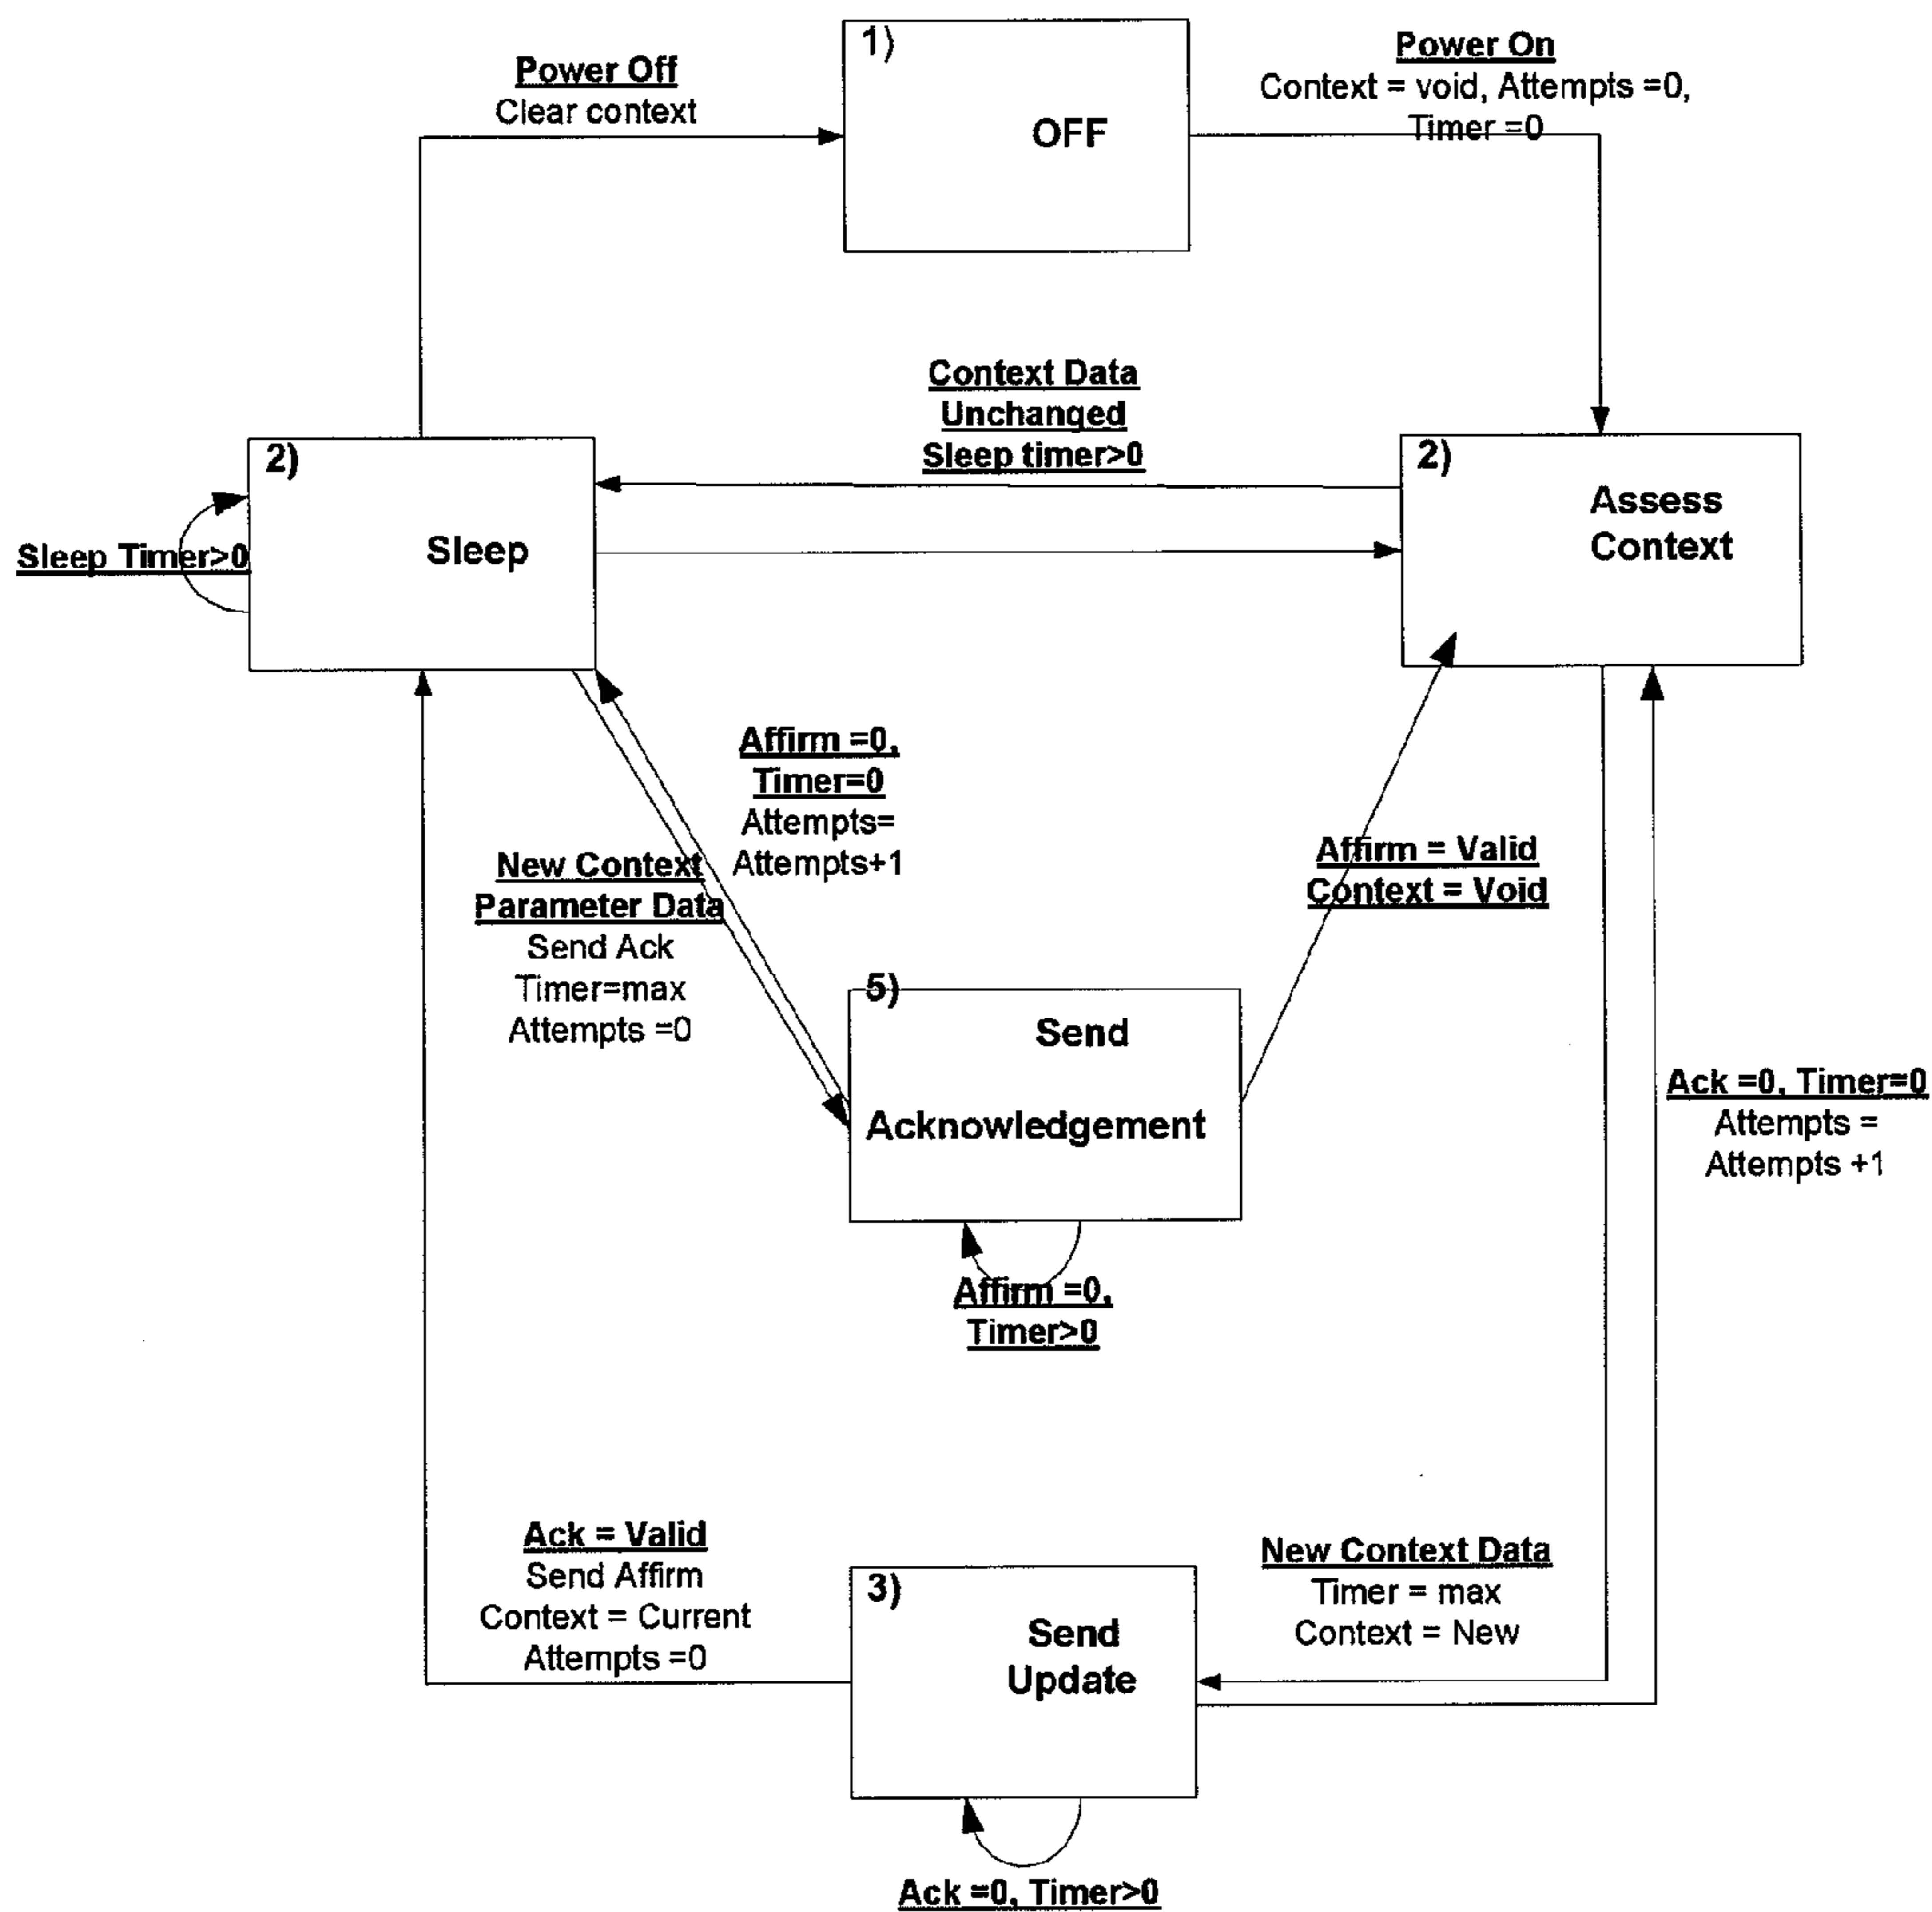 Power Off
Clear context
1)
OFF
Power On
Context = void, Attempts =0,
Timer =0
Context Data
Unchanged
Sleep timer>0
2)
Sleep
Sleep Timer>0
2)
Assess
Context
Affirm =0,
Timer=0
Attempts=
Attempts+1
New Context
Parameter Data
Send Ack
Timer=max
Attempts =0
Affirm = Valid
Context = Void
5)
Send
Acknowledgement
Affirm =0,
Timer>0
Ack =0, Timer=0
Attempts =
Attempts +1
Ack = Valid
Send Affirm
Context = Current
Attempts =0
3)
Send
Update
New Context Data
Timer = max
Context = New
Ack =0, Timer>0